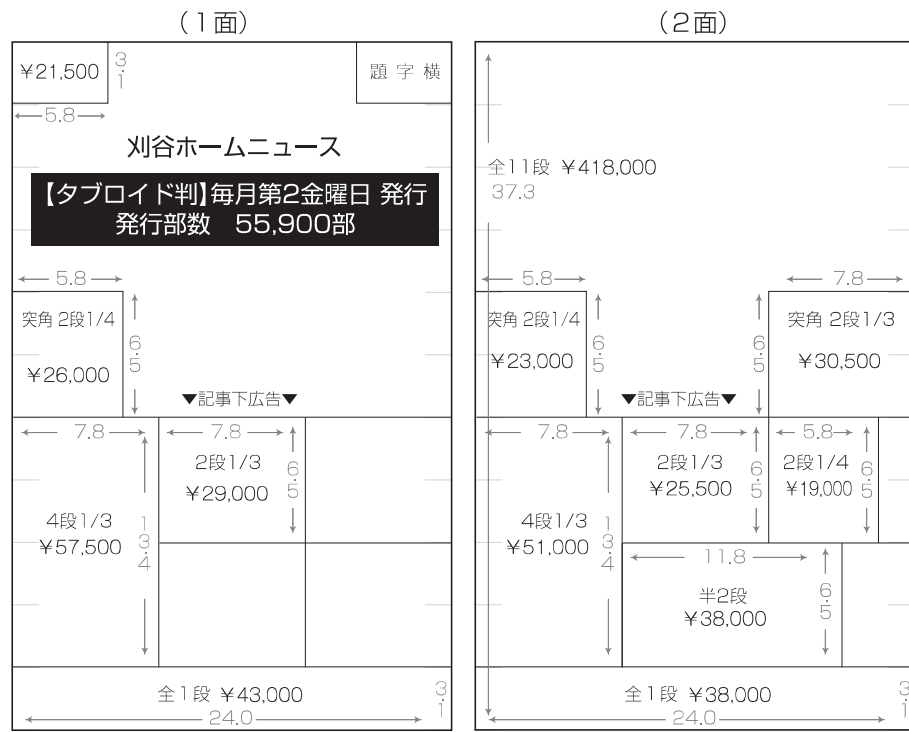 (1面)
¥21,500
3.1
題 字 横
5.8
刈谷ホームニュース
【タブロイド判】毎月第2金曜日 発行
発行部数 55,900部
5.8
突角 2段1/4
¥26,000
6.5
▼記事下広告▼
7.8
4段1/3
¥57,500
13.4
7.8
2段1/3
¥29,000
6.5
全1段 ¥43,000
3.1
24.0
(2面)
全11段 ¥418,000
37.3
5.8
突角 2段1/4
¥23,000
6.5
7.8
突角 2段1/3
¥30,500
6.5
▼記事下広告▼
7.8
4段1/3
¥51,000
13.4
7.8
2段1/3
¥25,500
6.5
5.8
2段1/4
¥19,000
6.5
11.8
半2段
¥38,000
6.5
全1段 ¥38,000
3.1
24.0